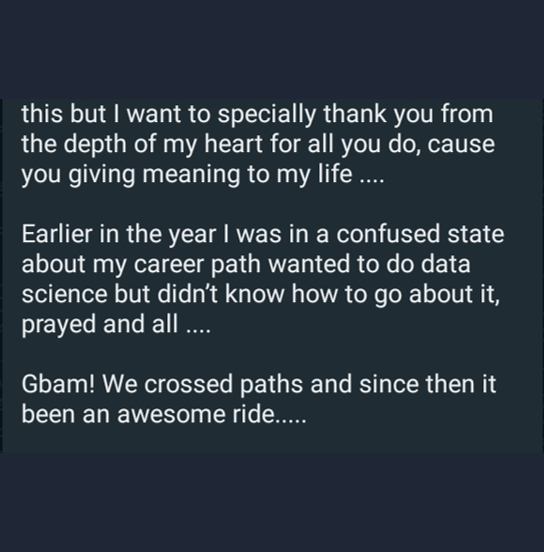 this but I want to specially thank you from
the depth of my heart for all you do, cause
you giving meaning to my life ....
Earlier in the year I was in a confused state
about my career path wanted to do data
science but didn't know how to go about it,
prayed and all ....
Gbam! We crossed paths and since then it
been an awesome ride.....